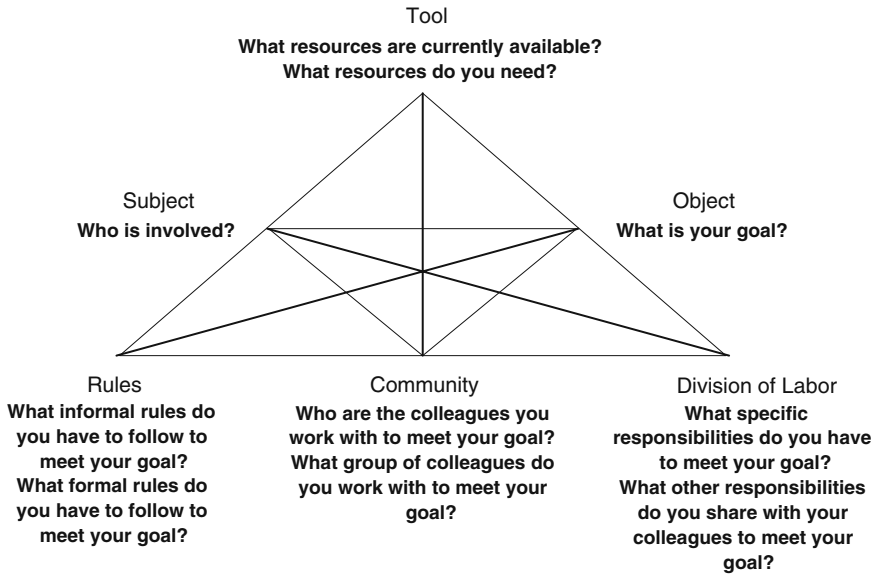 Tool
What resources are currently available?
What resources do you need?
Subject
Who is involved?
Object
What is your goal?
Rules
What informal rules do
you have to follow to
meet your goal?
What formal rules do
you have to follow to
meet your goal?
Community
Who are the colleagues you
work with to meet your goal?
What group of colleagues do
you work with to meet your
goal?
Division of Labor
What specific
responsibilities do you have
to meet your goal?
What other responsibilities
do you share with your
colleagues to meet your
goal?